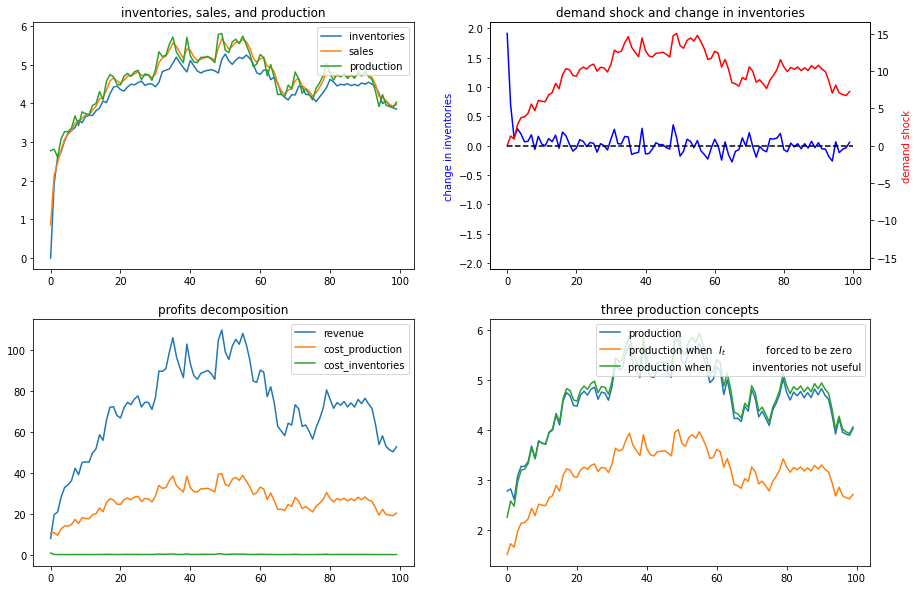 inventories, sales, and production
inventories
sales
production
6
5
4
3
2
1
0
0 20 40 60 80 100
demand shock and change in inventories
change in inventories
2.0
1.5
1.0
0.5
0.0
−0.5
−1.0
−1.5
−2.0
15
10
5
0
−5
−10
−15
demand shock
0 20 40 60 80 100
profits decomposition
revenue
cost_production
cost_inventories
100
80
60
40
20
0
0 20 40 60 80 100
three production concepts
production
production when I_t forced to be zero
production when inventories not useful
6
5
4
3
2
0 20 40 60 80 100